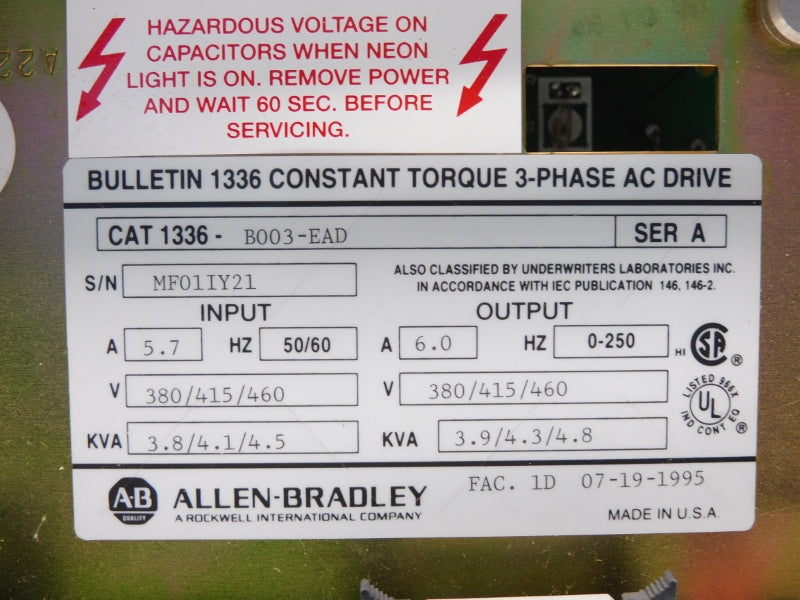 HAZARDOUS VOLTAGE ON
CAPACITORS WHEN NEON
LIGHT IS ON. REMOVE POWER
AND WAIT 60 SEC. BEFORE
SERVICING.
BULLETIN 1336 CONSTANT TORQUE 3-PHASE AC DRIVE
CAT 1336 - B003-EAD SER A
S/N MF01IY21
ALSO CLASSIFIED BY UNDERWRITERS LABORATORIES INC.
IN ACCORDANCE WITH IEC PUBLICATION 146, 146-2.
INPUT OUTPUT
A 5.7 HZ 50/60 A 6.0 HZ 0-250
HI SA ®
V 380/415/460 V 380/415/460
LISTED 966X
UL
IND CONT EQ ®
KVA 3.8/4.1/4.5 KVA 3.9/4.3/4.8
A-B
QUALITY
ALLEN-BRADLEY
A ROCKWELL INTERNATIONAL COMPANY
FAC. 1D 07-19-1995
MADE IN U.S.A.